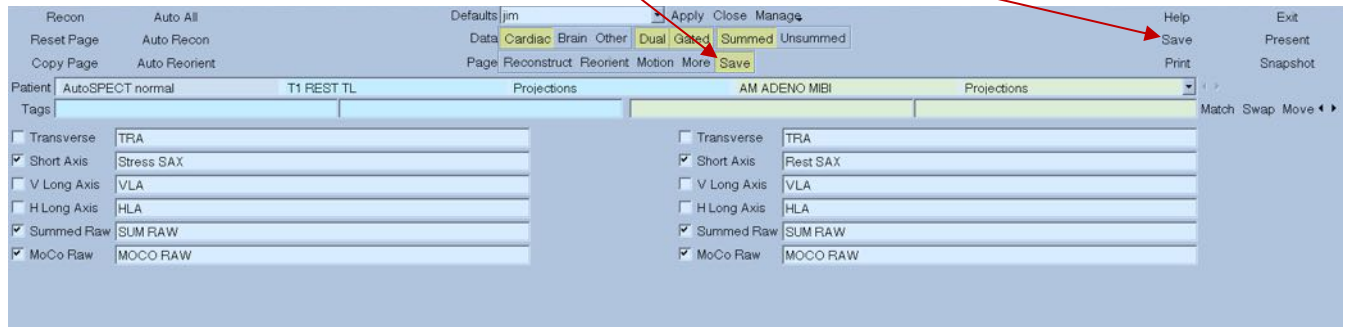 Recon Auto All Defaults jim Apply Close Manage Help Exit
Reset Page Auto Recon Data Cardiac Brain Other Dual Gated Summed Unsummed Save Present
Copy Page Auto Reorient Page Reconstruct Reorient Motion More Save Print Snapshot
Patient AutoSPECT normal T1 REST TL Projections AM ADENO MIBI Projections
Tags Match Swap Move
Transverse TRA Transverse TRA
Short Axis Stress SAX Short Axis Rest SAX
V Long Axis VLA V Long Axis VLA
H Long Axis HLA H Long Axis HLA
Summed Raw SUM RAW Summed Raw SUM RAW
MoCo Raw MOCO RAW MoCo Raw MOCO RAW